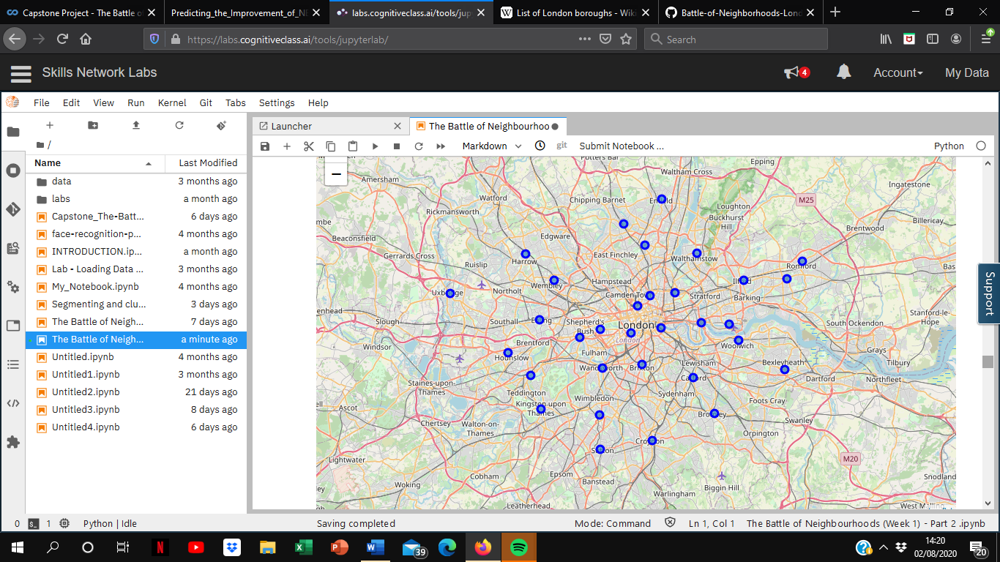 Capstone Project - The Battle of
Predicting_the_Improvement_of_NB
labs.cognitiveclass.ai/tools/jup
List of London boroughs - Wiki
Battle-of-Neighborhoods-Lond
https://labs.cognitiveclass.ai/tools/jupyterlab/
Search
Skills Network Labs
4
Account
My Data
File Edit View Run Kernel Git Tabs Settings Help
/
Name Last Modified
data 3 months ago
labs a month ago
Capstone_The-Batt... 6 days ago
face-recognition-p... 4 months ago
INTRODUCTION.ip... a month ago
Lab - Loading Data ... 3 months ago
My_Notebook.ipynb 4 months ago
Segmenting and clu... 3 days ago
The Battle of Neigh... 7 days ago
The Battle of Neigh... a minute ago
Untitled.ipynb 4 months ago
Untitled1.ipynb 3 months ago
Untitled2.ipynb 21 days ago
Untitled3.ipynb 8 days ago
Untitled4.ipynb 6 days ago
Launcher
The Battle of Neighbourhoo
Markdown
git
Submit Notebook ...
Python
−
Potters Bar
Waltham Cross
Epping
Amersham
Ingatestone
Watford
Chipping Barnet
Enfield
Loughton
M25
Rickmansworth
Buckhurst
Hill
Billericay
Brentwood
Beaconsfield
Edgware
East Finchley
Walthamstow
Gerrards Cross
Ruislip
Harrow
Romford
Hampstead
Ilford
Wembley
Uxbridge
Northolt
Camden Town
Stratford
Barking
enhead
Slough
Southall
Ealing
Shepherd's
Bush
London
London
South Ockendon
Stanford-le-
Hope
Windsor
Brentford
Woolwich
Fulham
Hounslow
Grays
Tilbury
Wandsworth
Brixton
Lewisham
Bexleyheath
Staines-upon-
Thames
Catford
Dartford
Northfleet
Teddington
Sydenham
Ascot
Kingston upon
Thames
Wimbledon
Foots Cray
Chertsey
Walton-on-
Thames
Bromley
Swanley
Orpington
Croydon
Sutton
Lightwater
M20
Cobham
Epsom
Banstead
Woking
Biggin Hill
Warlingham
Snodland
Leatherhead
West Malling
Support
0
1
Python | Idle
Saving completed
Mode: Command
Ln 1, Col 1
The Battle of Neighbourhoods (Week 1) - Part 2 .ipynb
39
14:20
02/08/2020
20